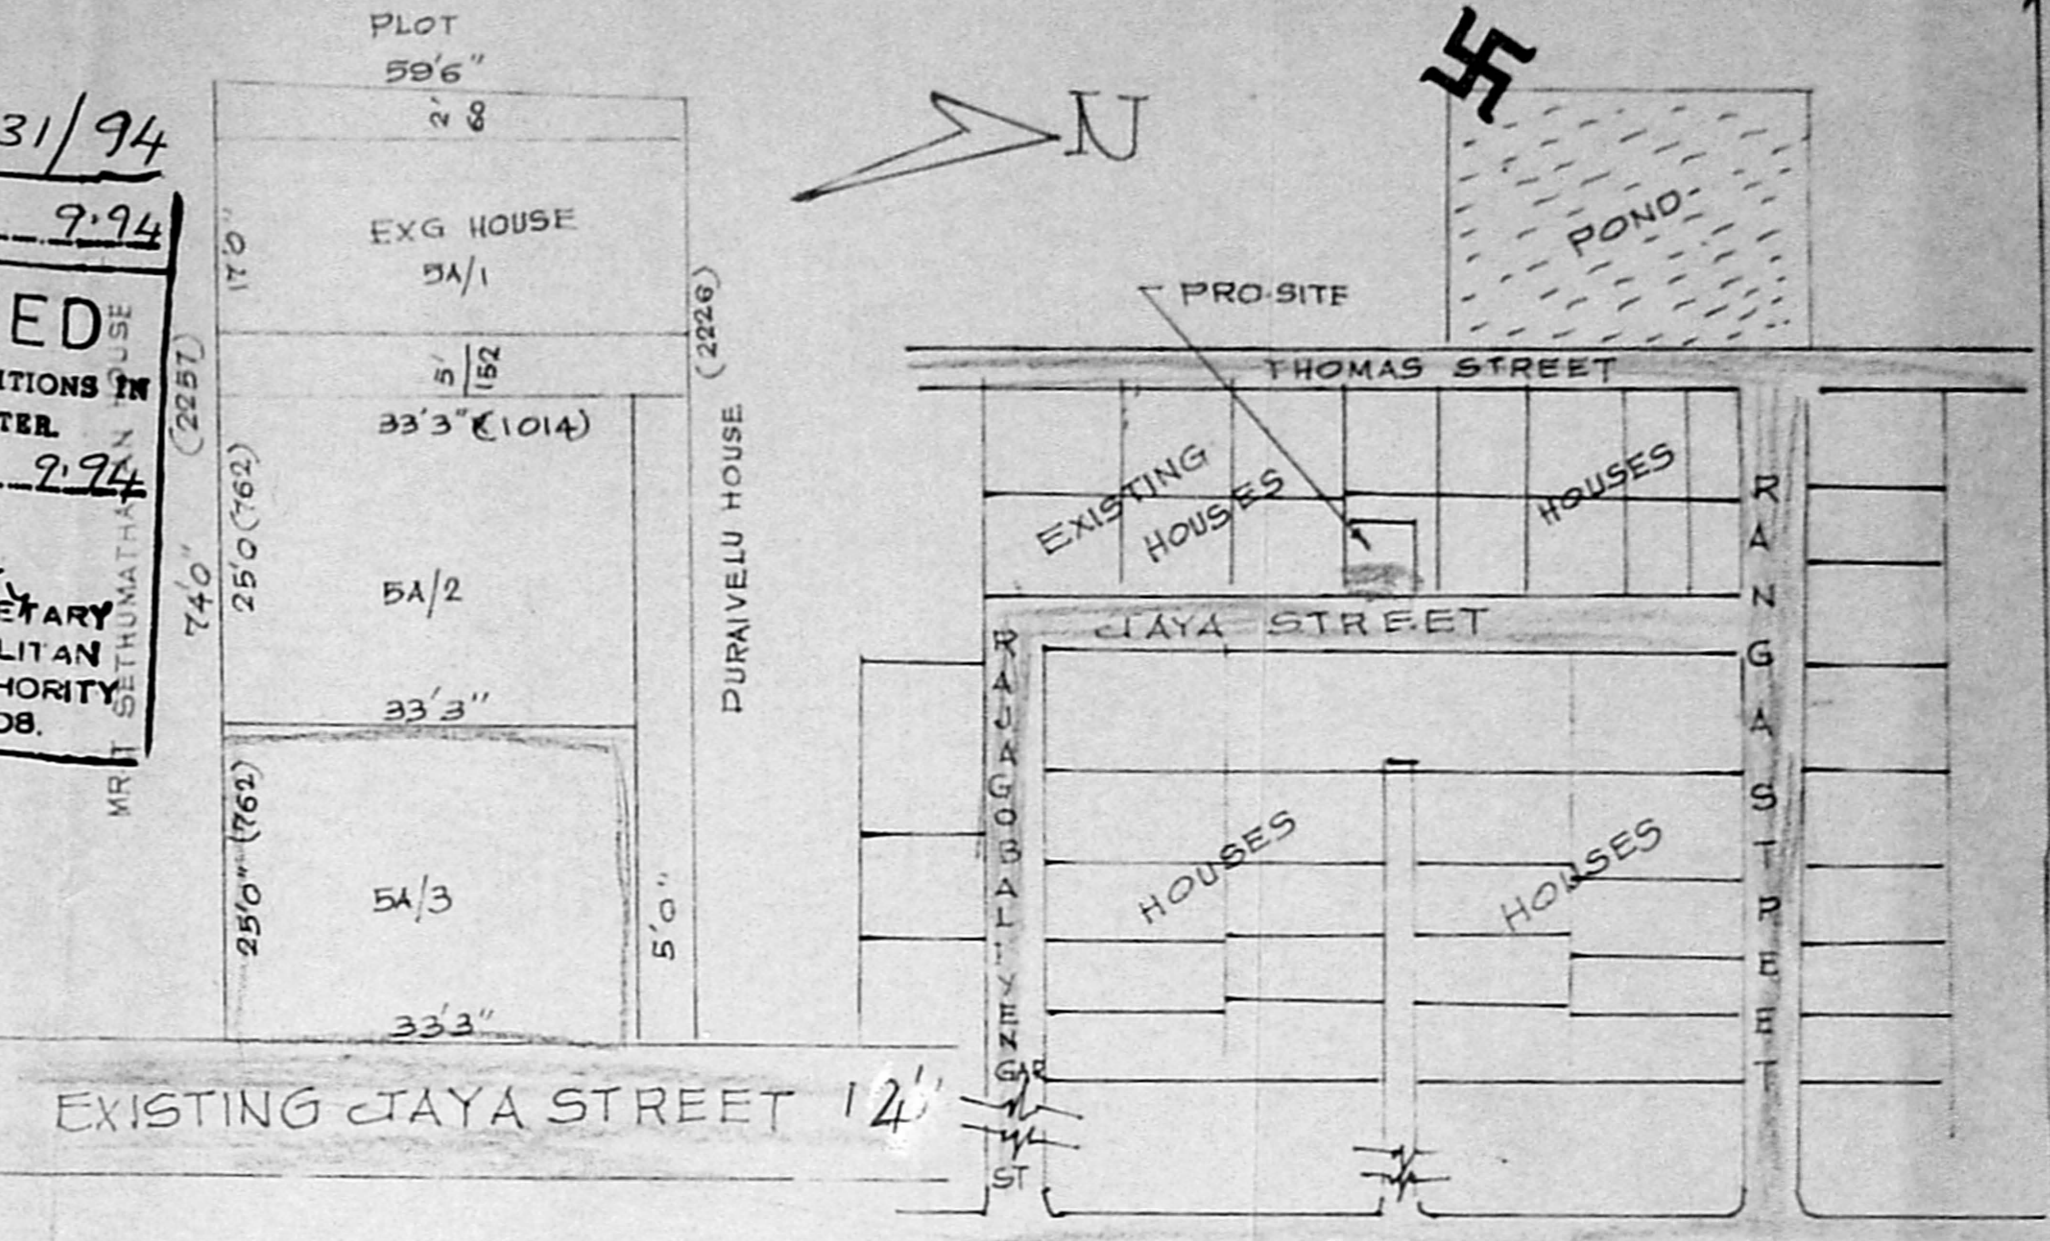 PLOT
59'6"
2' 8
31/94
9.94
ED
ITIONS IN
TER.
9.94
ETARY
LITAN
HORITY
08.
MR T SETHUMATHAVAN HOUSE
(2257)
74'0"
17'0"
EXG HOUSE
5A/1
5'
152
33'3" (1014)
25'0 (762)
5A/2
33'3"
25'0" (762)
5A/3
33'3"
5'0"
(2226)
DURAIVELU HOUSE
EXISTING JAYA STREET 12'
N
POND
PRO-SITE
THOMAS STREET
EXISTING
HOUSES
HOUSES
JAYA STREET
RANGA STREET
RAJAGOBAL IYENGAR
ST
HOUSES
HOUSES